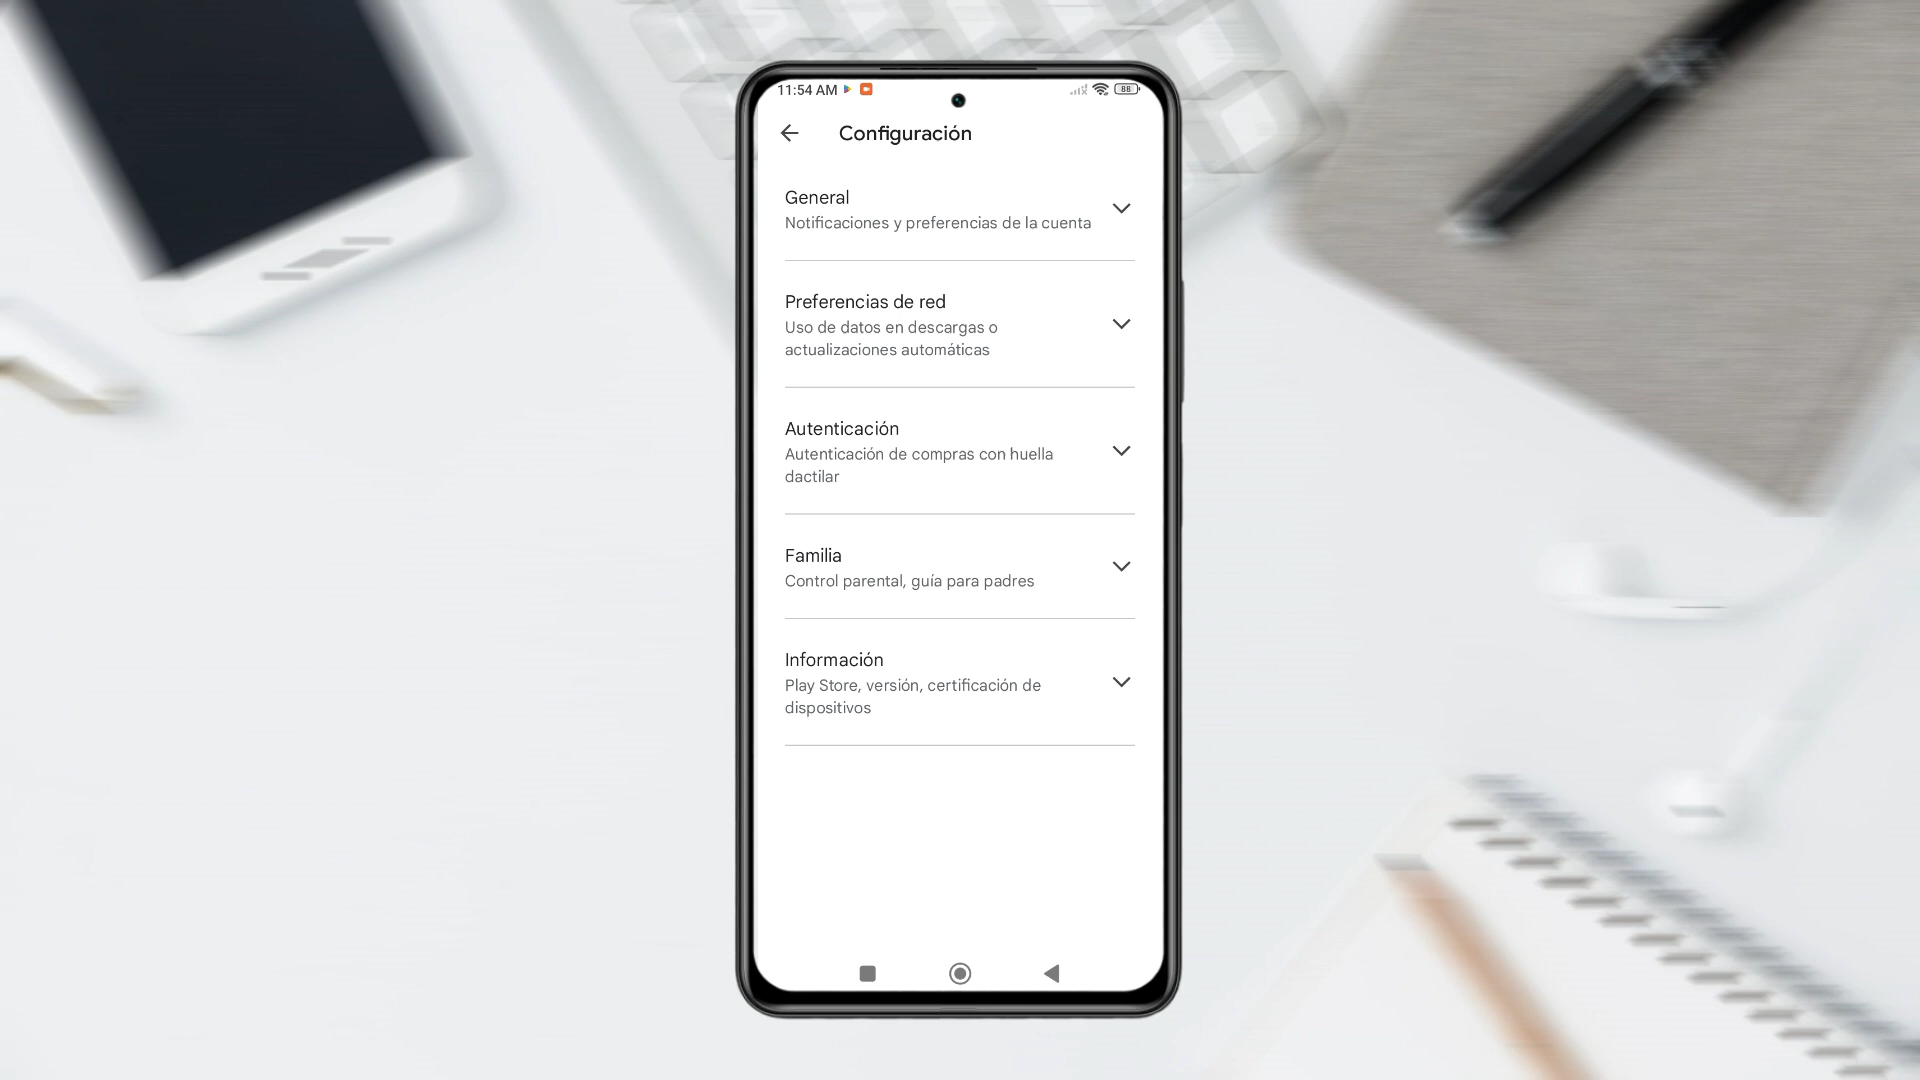 11:54 AM
88
Configuración
General
Notificaciones y preferencias de la cuenta
Preferencias de red
Uso de datos en descargas o
actualizaciones automáticas
Autenticación
Autenticación de compras con huella
dactilar
Familia
Control parental, guía para padres
Información
Play Store, versión, certificación de
dispositivos